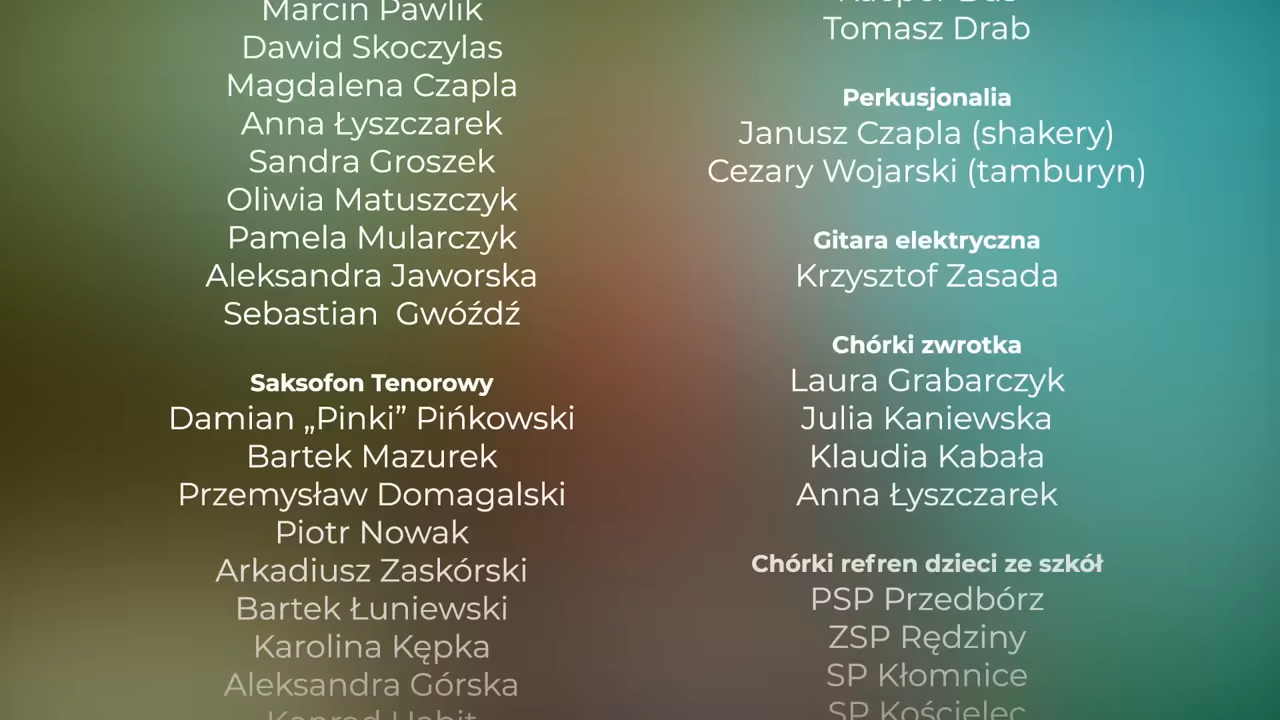 Marcin Pawlik
Dawid Skoczylas
Magdalena Czapla
Anna Łyszczarek
Sandra Groszek
Oliwia Matuszczyk
Pamela Mularczyk
Aleksandra Jaworska
Sebastian  Gwóźdź
Saksofon Tenorowy
Damian „Pinki” Pińkowski
Bartek Mazurek
Przemysław Domagalski
Piotr Nowak
Arkadiusz Zaskórski
Bartek Łuniewski
Karolina Kępka
Aleksandra Górska
Tomasz Drab
Perkusjonalia
Janusz Czapla (shakery)
Cezary Wojarski (tamburyn)
Gitara elektryczna
Krzysztof Zasada
Chórki zwrotka
Laura Grabarczyk
Julia Kaniewska
Klaudia Kabała
Anna Łyszczarek
Chórki refren dzieci ze szkół
PSP Przedbórz
ZSP Rędziny
SP Kłomnice
SP Kościelec